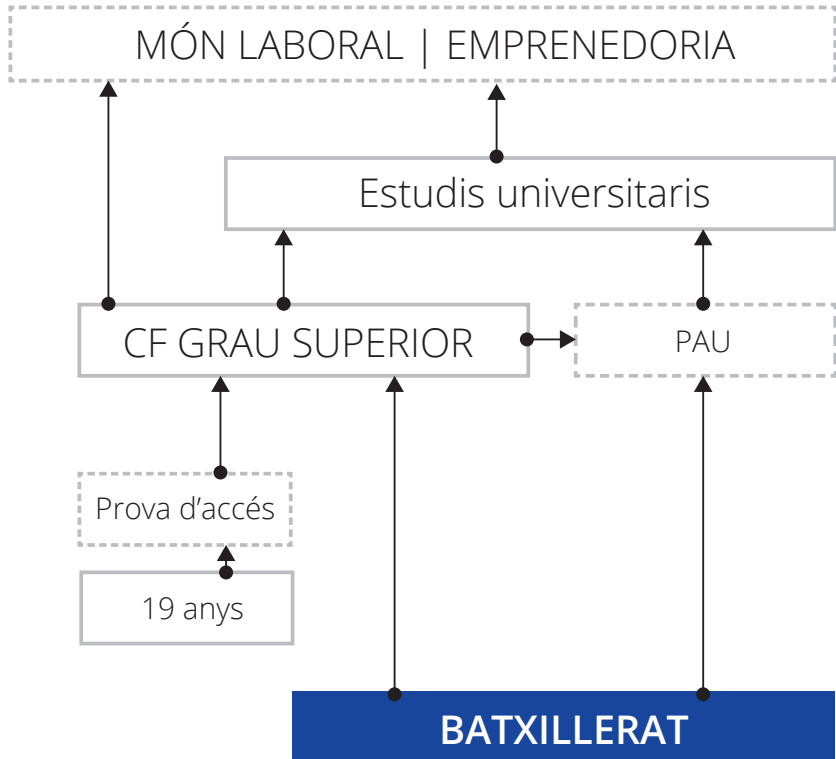 MÓN LABORAL | EMPRENEDORIA
Estudis universitaris
CF GRAU SUPERIOR
PAU
Prova d’accés
19 anys
BATXILLERAT